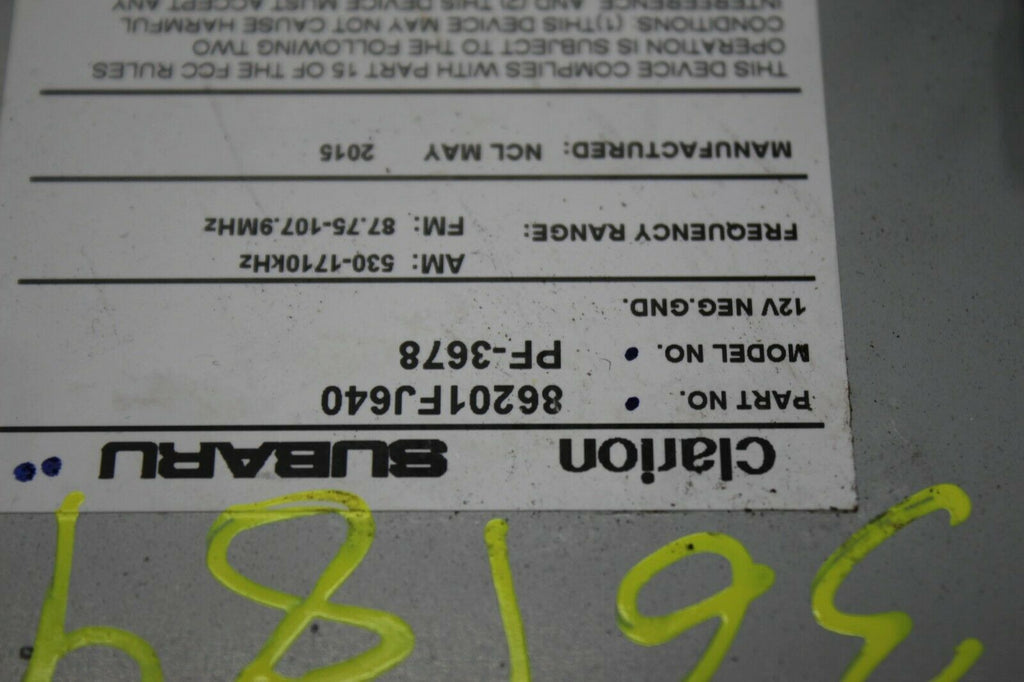 36184
Clarion SUBARU
PART NO. 86201FJ640
MODEL NO. PF-3678
12V NEG.GND.
AM: 530-1710kHz
FREQUENCY RANGE: FM: 87.75-107.9MHz
MANUFACTURED: NCL MAY 2015
THIS DEVICE COMPLIES WITH PART 15 OF THE FCC RULES
OPERATION IS SUBJECT TO THE FOLLOWING TWO
CONDITIONS: (1)THIS DEVICE MAY NOT CAUSE HARMFUL
INTERFERENCE, AND (2) THIS DEVICE MUST ACCEPT ANY